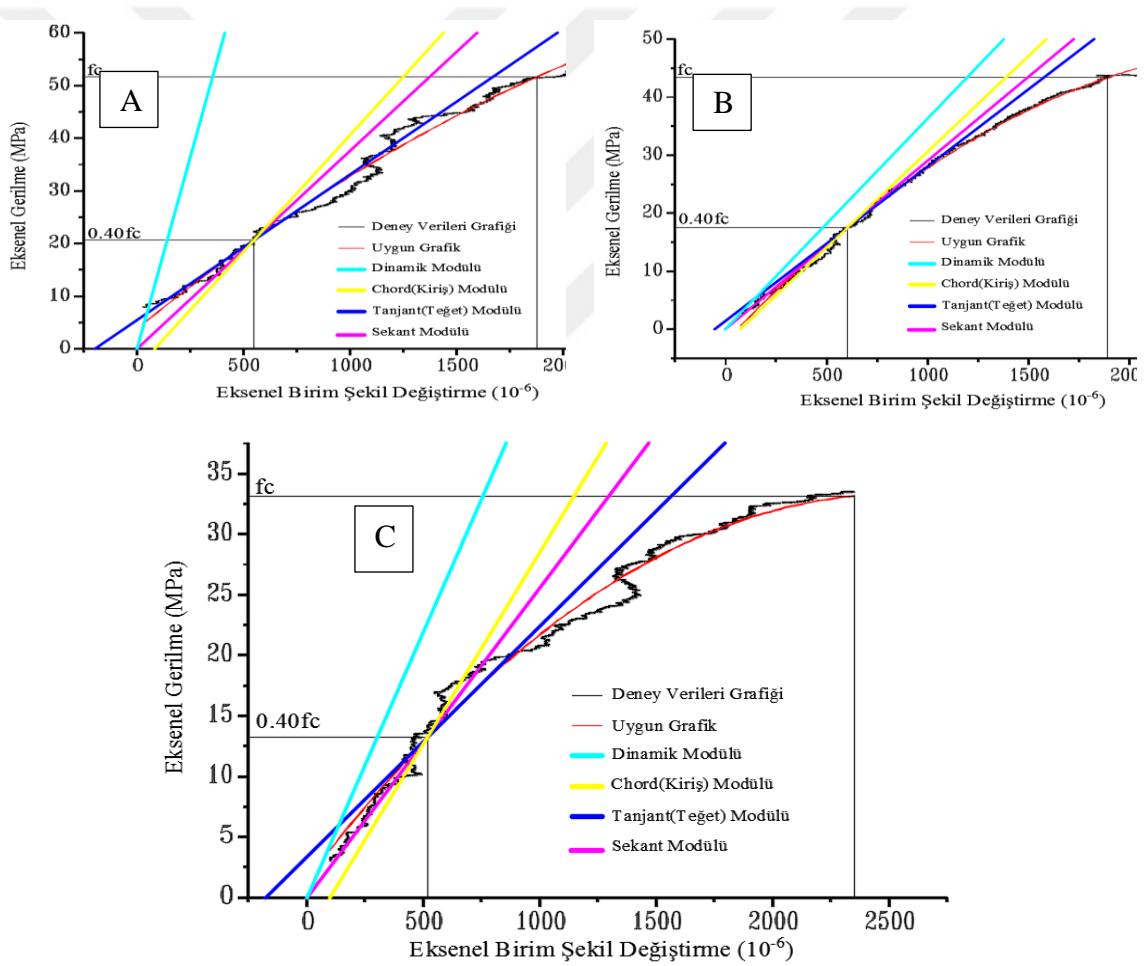 60
50
40
30
20
10
0
Eksenel Gerilme (MPa)
fc
0.40fc
A
Deney Verileri Grafiği
Uygun Grafik
Dinamik Modülü
Chord(Kiriş) Modülü
Tanjant(Teğet) Modülü
Sekant Modülü
0 500 1000 1500 200
Eksenel Birim Şekil Değiştirme (10-6)
50
40
30
20
10
0
Eksenel Gerilme (MPa)
fc
0.40fc
B
Deney Verileri Grafiği
Uygun Grafik
Dinamik Modülü
Chord(Kiriş) Modülü
Tanjant(Teğet) Modülü
Sekant Modülü
0 500 1000 1500 200
Eksenel Birim Şekil Değiştirme (10-6)
35
30
25
20
15
10
5
0
Eksenel Gerilme (MPa)
fc
0.40fc
C
Deney Verileri Grafiği
Uygun Grafik
Dinamik Modülü
Chord(Kiriş) Modülü
Tanjant(Teğet) Modülü
Sekant Modülü
0 500 1000 1500 2000 2500
Eksenel Birim Şekil Değiştirme (10-6)